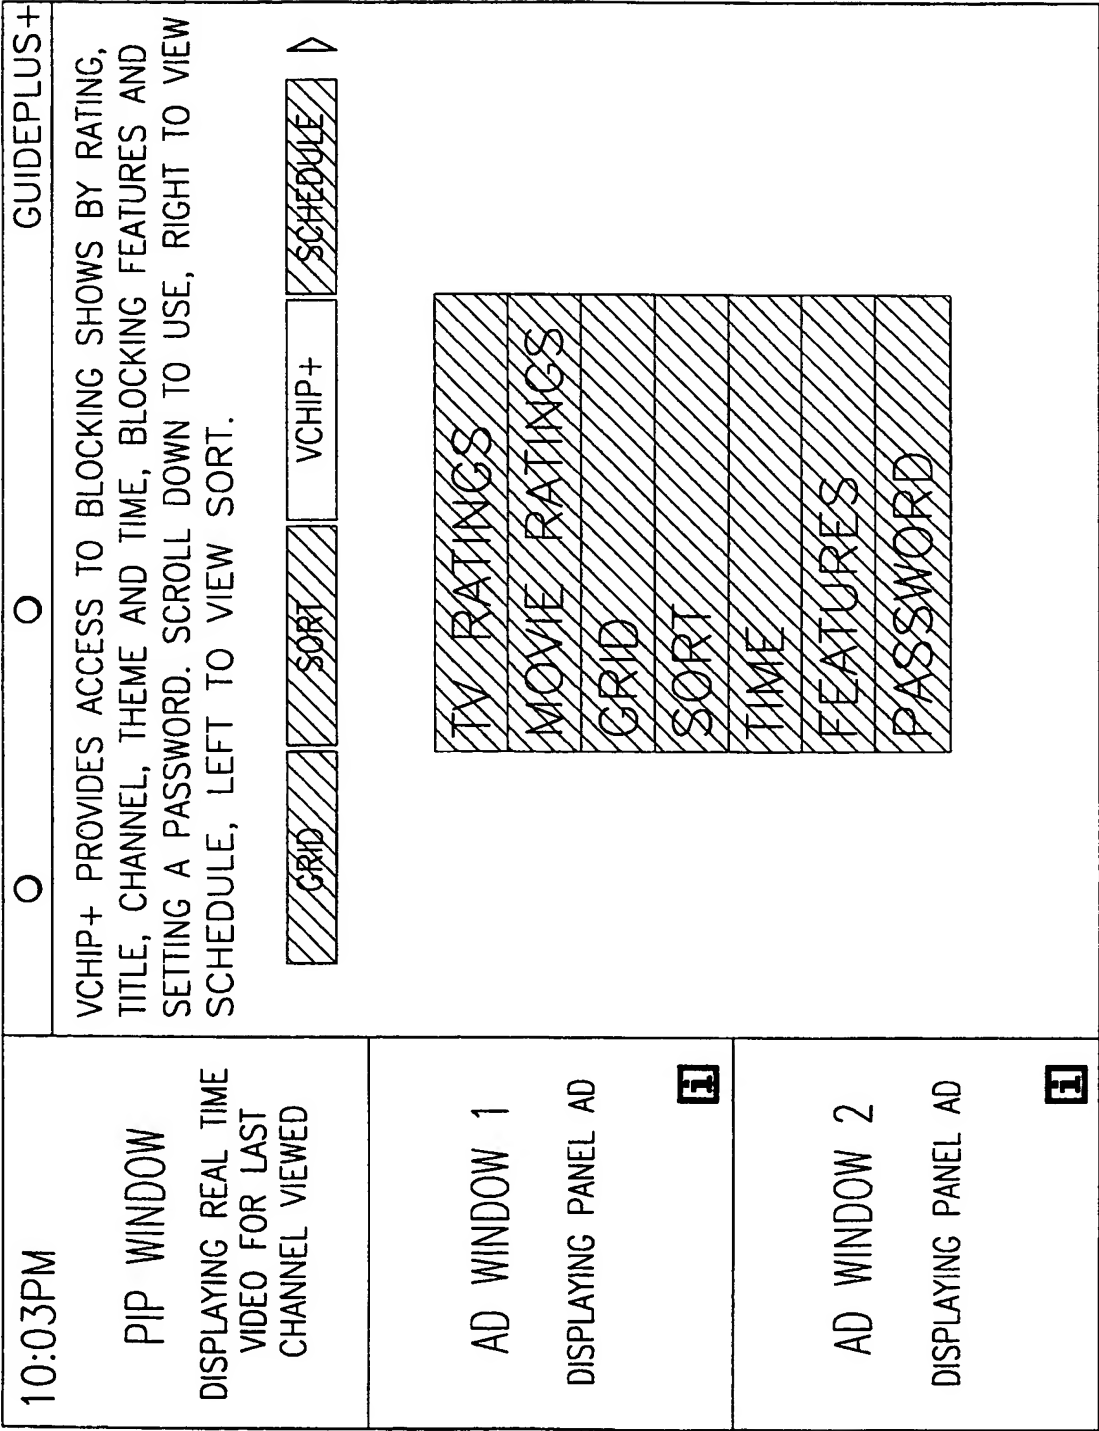 10:03PM
GUIDEPLUS+
PIP WINDOW
DISPLAYING REAL TIME
VIDEO FOR LAST
CHANNEL VIEWED
AD WINDOW 1
DISPLAYING PANEL AD
i
AD WINDOW 2
DISPLAYING PANEL AD
i
VCHIP+ PROVIDES ACCESS TO BLOCKING SHOWS BY RATING,
TITLE, CHANNEL, THEME AND TIME, BLOCKING FEATURES AND
SETTING A PASSWORD. SCROLL DOWN TO USE, RIGHT TO VIEW
SCHEDULE, LEFT TO VIEW SORT.
GRID SORT VCHIP+ SCHEDULE
TV RATINGS
MOVIE RATINGS
GRID
SORT
TIME
FEATURES
PASSWORD